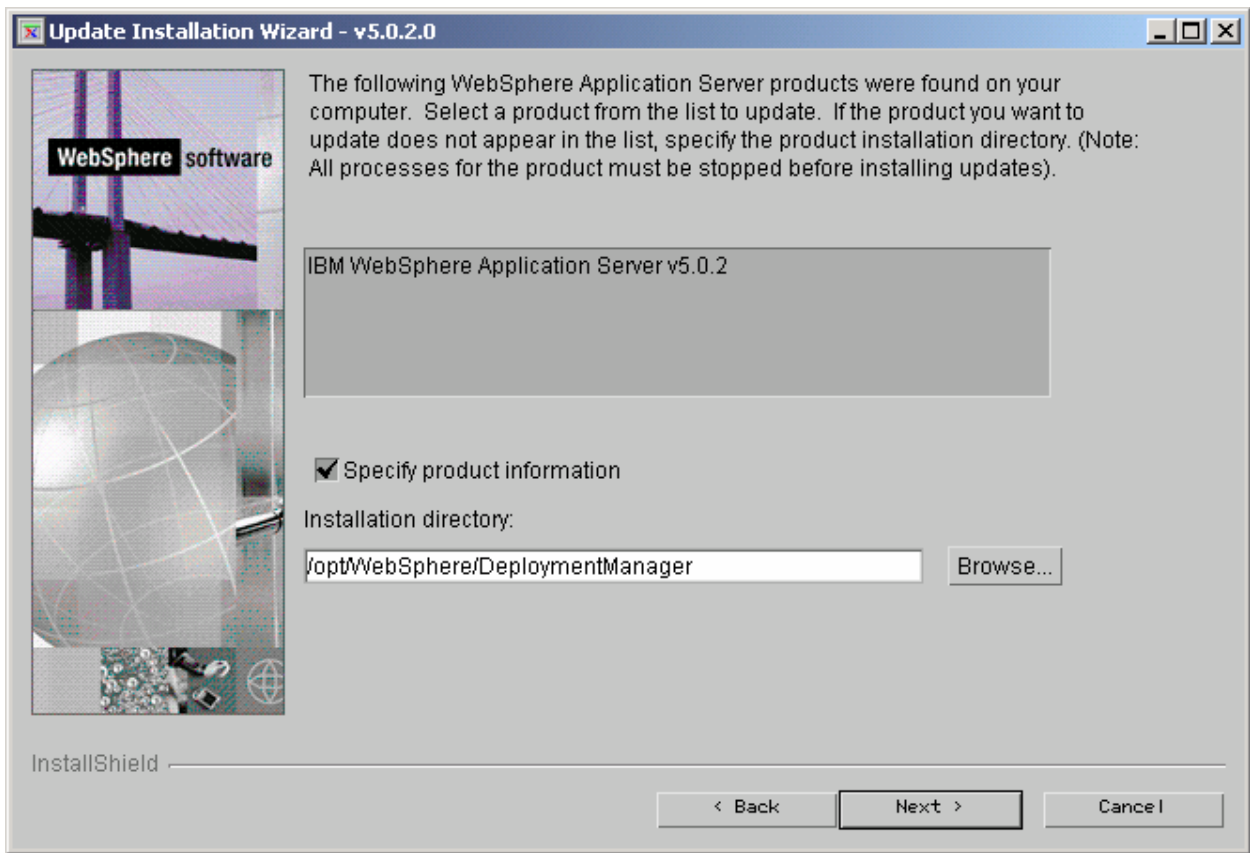 Update Installation Wizard - v5.0.2.0
WebSphere software
The following WebSphere Application Server products were found on your
computer. Select a product from the list to update. If the product you want to
update does not appear in the list, specify the product installation directory. (Note:
All processes for the product must be stopped before installing updates).
IBM WebSphere Application Server v5.0.2
Specify product information
Installation directory:
/opt/WebSphere/DeploymentManager
Browse...
InstallShield
< Back
Next >
Cancel